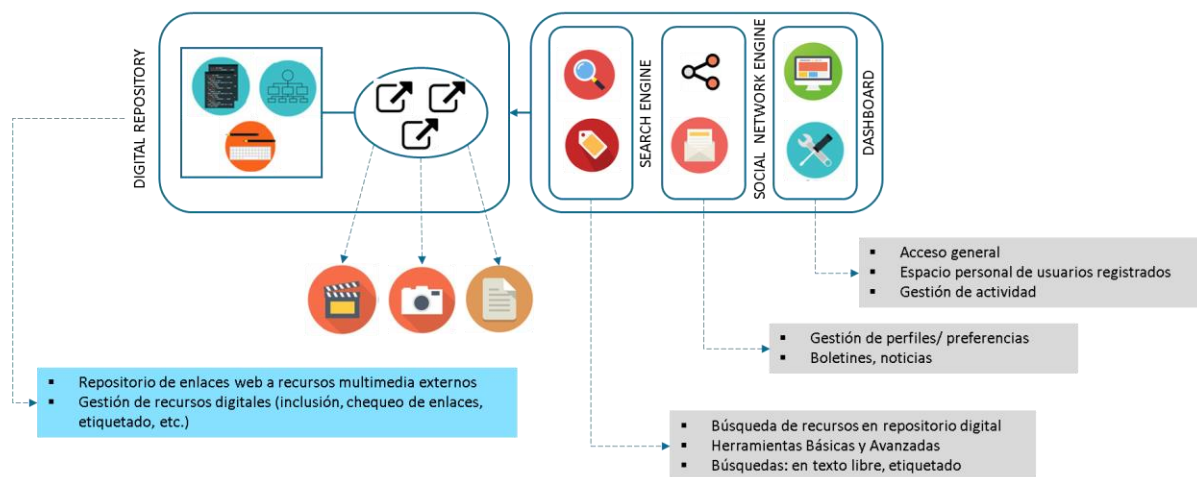 DIGITAL REPOSITORY
SEARCH ENGINE
SOCIAL NETWORK ENGINE
DASHBOARD
▪ Acceso general
▪ Espacio personal de usuarios registrados
▪ Gestión de actividad
▪ Gestión de perfiles/ preferencias
▪ Boletines, noticias
▪ Repositorio de enlaces web a recursos multimedia externos
▪ Gestión de recursos digitales (inclusión, chequeo de enlaces,
etiquetado, etc.)
▪ Búsqueda de recursos en repositorio digital
▪ Herramientas Básicas y Avanzadas
▪ Búsquedas: en texto libre, etiquetado